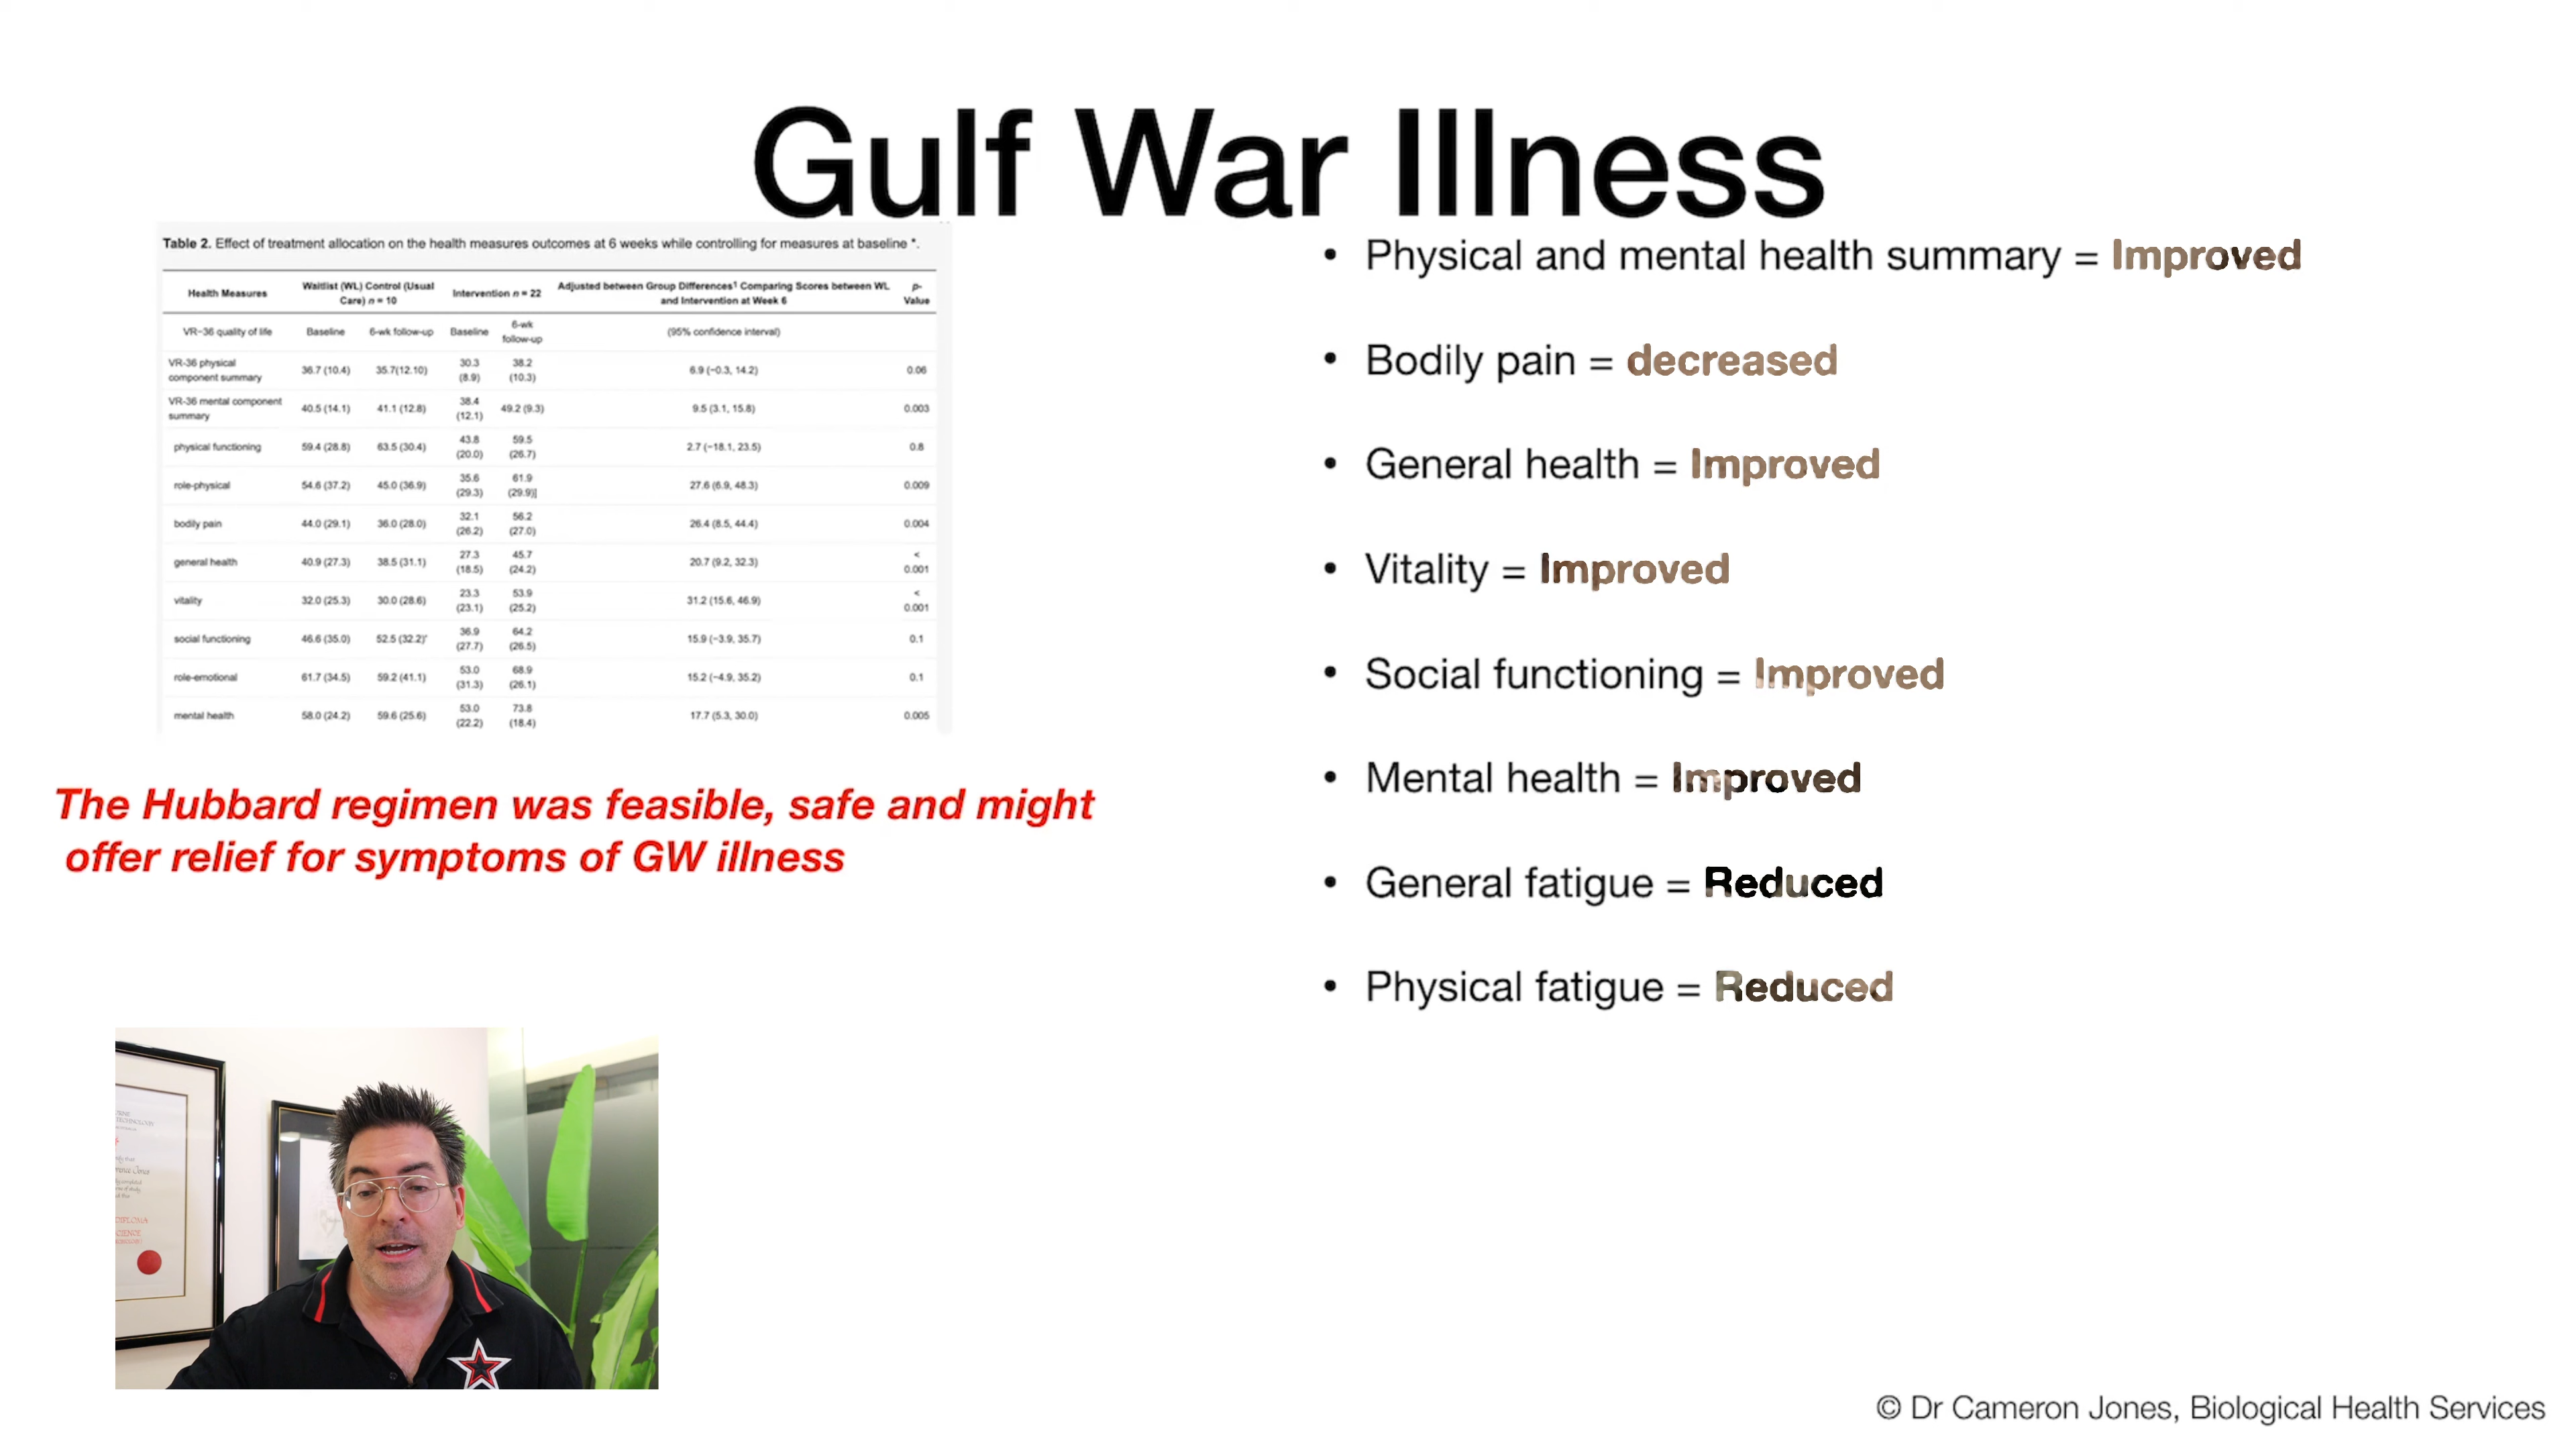 Gulf War Illness
Table 2. Effect of treatment allocation on the health measures outcomes at 6 weeks while controlling for measures at baseline *.
Health Measures Waitlist (WL) Control (Usual Care) n = 10 Intervention n = 22 Adjusted between Group Differences¹ Comparing Scores between WL and Intervention at Week 6 p-Value
VR-36 quality of life Baseline 6-wk follow-up Baseline 6-wk follow-up (95% confidence interval)
VR-36 physical component summary 36.7 (10.4) 35.7(12.10) 30.3 (8.9) 38.2 (10.3) 6.9 (−0.3, 14.2) 0.06
VR-36 mental component summary 40.5 (14.1) 41.1 (12.8) 38.4 (12.1) 49.2 (9.3) 9.5 (3.1, 15.8) 0.003
physical functioning 59.4 (28.8) 63.5 (30.4) 43.8 (20.0) 59.5 (26.7) 2.7 (−18.1, 23.5) 0.8
role-physical 54.6 (37.2) 45.0 (36.9) 35.6 (29.3) 61.9 (29.9)] 27.6 (6.9, 48.3) 0.009
bodily pain 44.0 (29.1) 36.0 (28.0) 32.1 (26.2) 56.2 (27.0) 26.4 (8.5, 44.4) 0.004
general health 40.9 (27.3) 38.5 (31.1) 27.3 (18.5) 45.7 (24.2) 20.7 (9.2, 32.3) < 0.001
vitality 32.0 (25.3) 30.0 (28.6) 23.3 (23.1) 53.9 (25.2) 31.2 (15.6, 46.9) < 0.001
social functioning 46.6 (35.0) 52.5 (32.2)* 36.9 (27.7) 64.2 (26.5) 15.9 (−3.9, 35.7) 0.1
role-emotional 61.7 (34.5) 59.2 (41.1) 53.0 (31.3) 68.9 (26.1) 15.2 (−4.9, 35.2) 0.1
mental health 58.0 (24.2) 59.6 (25.6) 53.0 (22.2) 73.8 (18.4) 17.7 (5.3, 30.0) 0.005
The Hubbard regimen was feasible, safe and might
offer relief for symptoms of GW illness
• Physical and mental health summary = Improved
• Bodily pain = decreased
• General health = Improved
• Vitality = Improved
• Social functioning = Improved
• Mental health = Improved
• General fatigue = Reduced
• Physical fatigue = Reduced
© Dr Cameron Jones, Biological Health Services